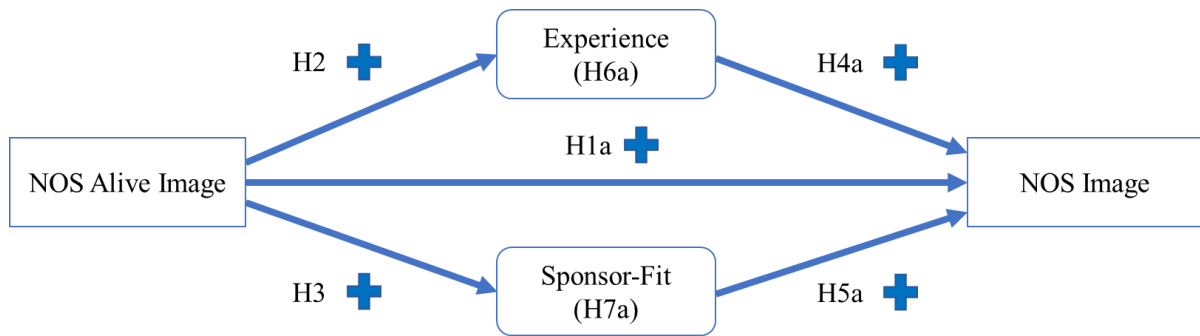 H2
Experience
(H6a)
H4a
H1a
NOS Alive Image
NOS Image
H3
Sponsor-Fit
(H7a)
H5a